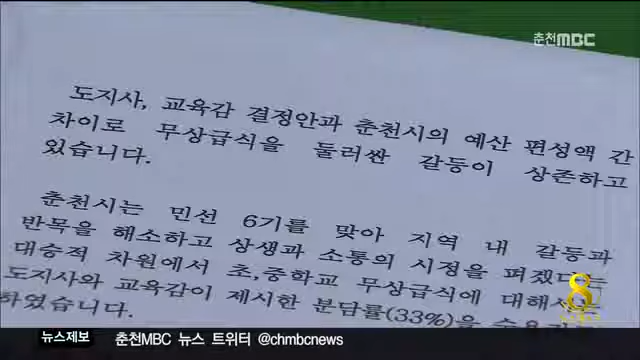 춘천MBC
도지사, 교육감 결정안과 춘천시의 예산 편성액 간
차이로 무상급식을 둘러싼 갈등이 상존하고
있습니다.
춘천시는 민선 6기를 맞아 지역 내 갈등과
반목을 해소하고 상생과 소통의 시정을 펴겠다는
대승적 차원에서 초,중학교 무상급식에 대해서는
도지사와 교육감이 제시한 분담률(33%)을
하였습니다.
8
뉴스제보 춘천MBC 뉴스 트위터 @chmbcnews